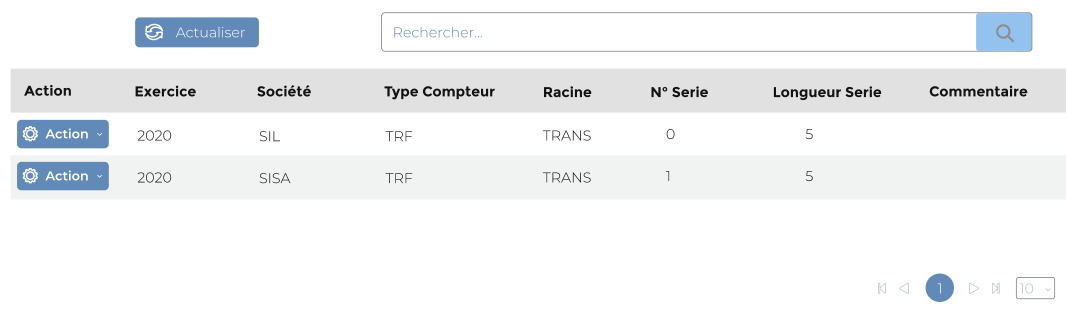 Actualiser Rechercher...
Action Exercice Société Type Compteur Racine N° Serie Longueur Serie Commentaire
Action 2020 SIL TRF TRANS 0 5
Action 2020 SISA TRF TRANS 1 5
1 10